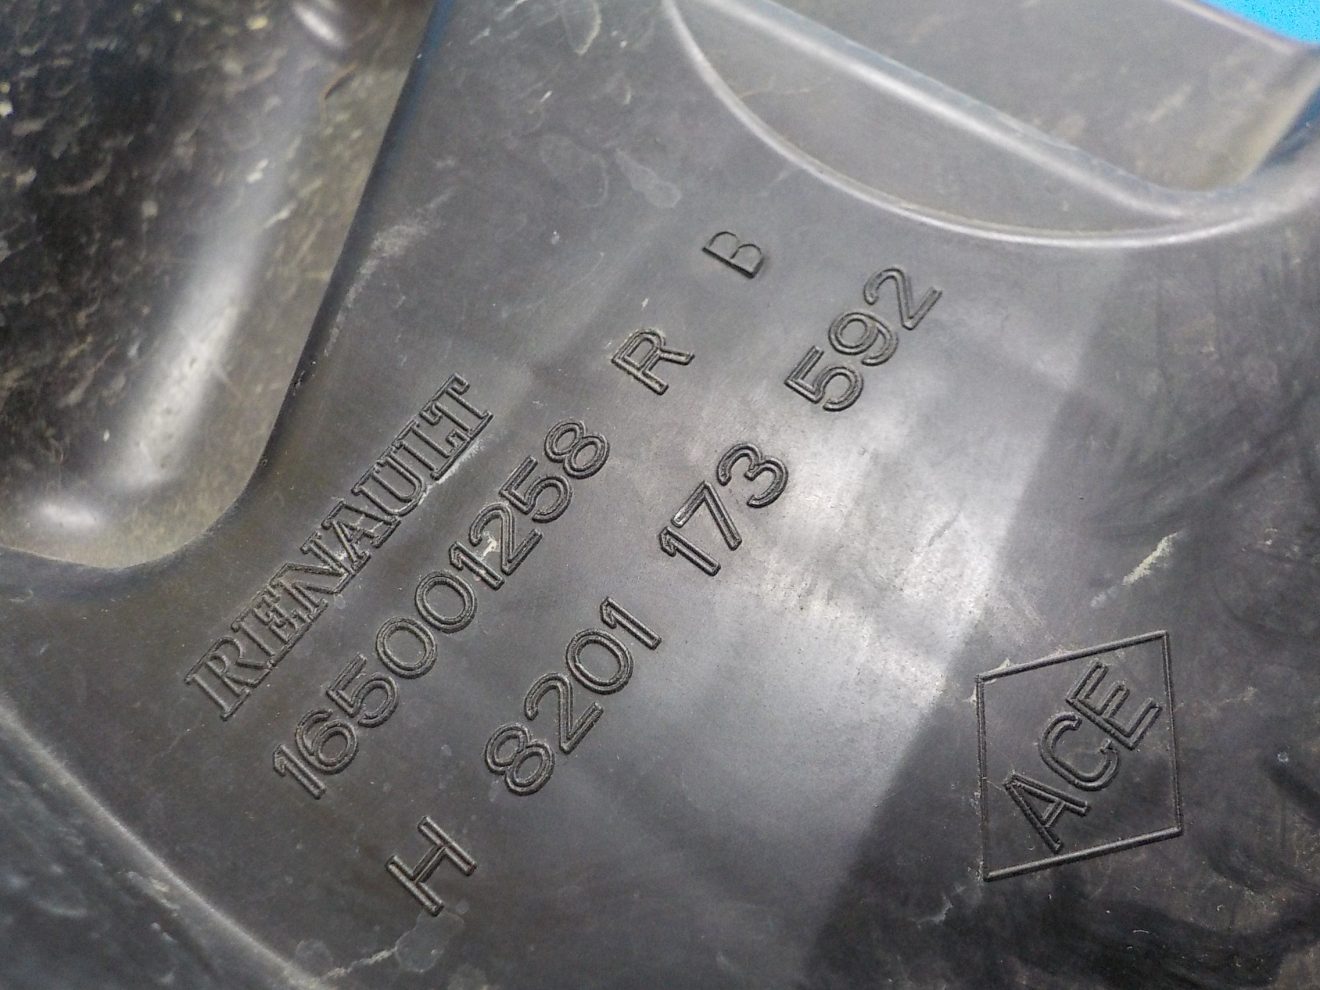 RENAULT
165001258 R B
H 8201 173 592
ACE